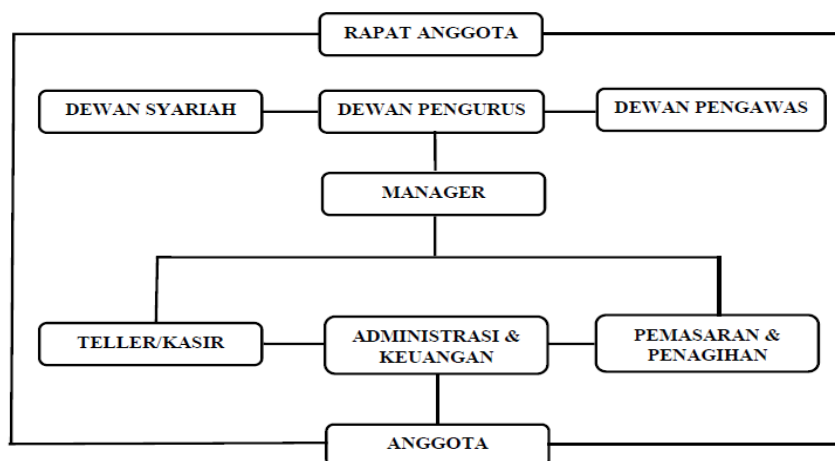 RAPAT ANGGOTA
DEWAN SYARIAH
DEWAN PENGURUS
DEWAN PENGAWAS
MANAGER
TELLER/KASIR
ADMINISTRASI &
KEUANGAN
PEMASARAN &
PENAGIHAN
ANGGOTA